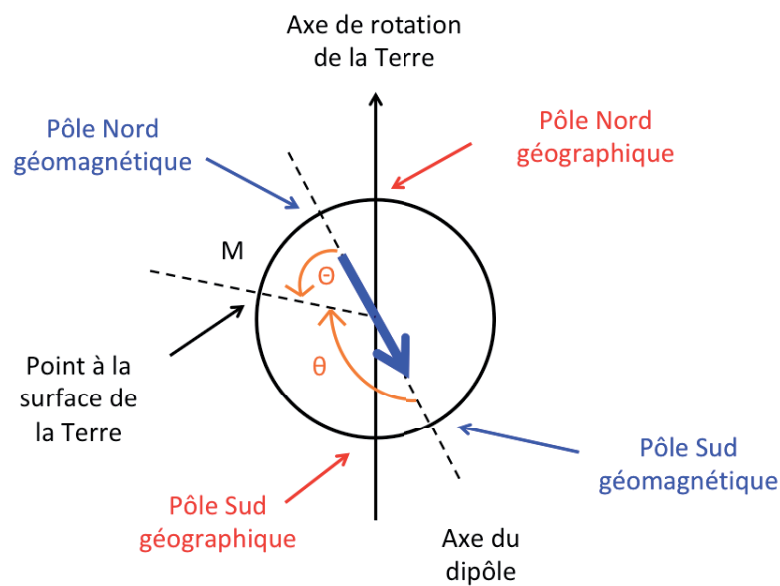 Axe de rotation
de la Terre
Pôle Nord
géomagnétique
Pôle Nord
géographique
M
Θ
θ
Point à la
surface de
la Terre
Pôle Sud
géomagnétique
Pôle Sud
géographique
Axe du
dipôle